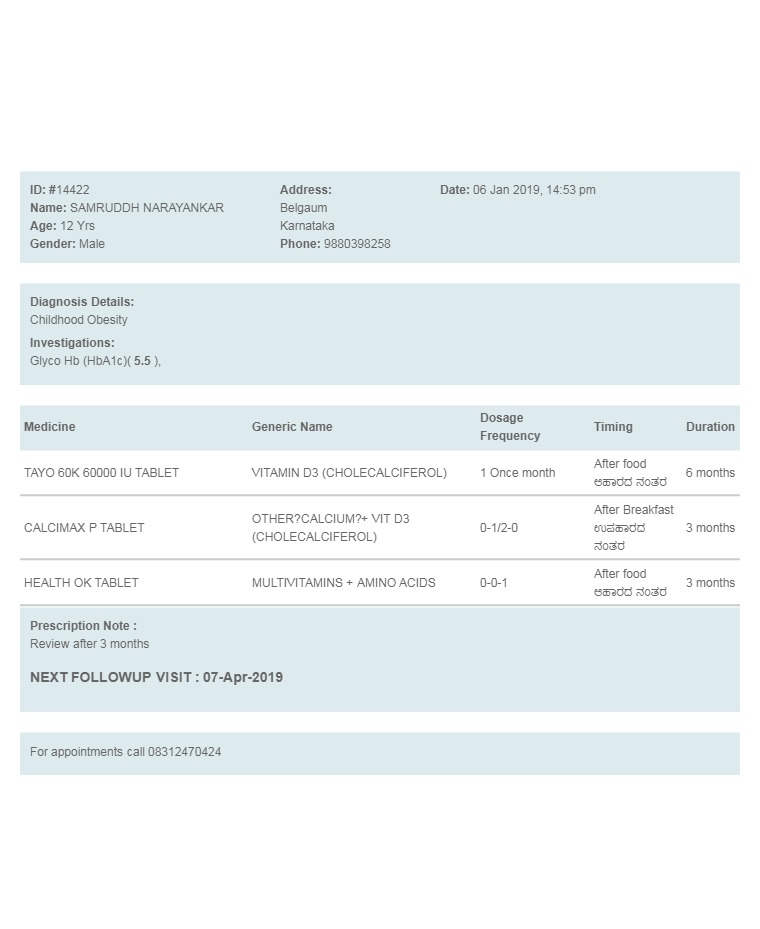 ID: #14422
Name: SAMRUDDH NARAYANKAR
Age: 12 Yrs
Gender: Male
Address:
Belgaum
Karnataka
Phone: 9880398258
Date: 06 Jan 2019, 14:53 pm
Diagnosis Details:
Childhood Obesity
Investigations:
Glyco Hb (HbA1c)( 5.5 ),
Medicine Generic Name Dosage Frequency Timing Duration
TAYO 60K 60000 IU TABLET VITAMIN D3 (CHOLECALCIFEROL) 1 Once month After food ಆಹಾರದ ನಂತರ 6 months
CALCIMAX P TABLET OTHER?CALCIUM?+ VIT D3 (CHOLECALCIFEROL) 0-1/2-0 After Breakfast ಉಪಹಾರದ ನಂತರ 3 months
HEALTH OK TABLET MULTIVITAMINS + AMINO ACIDS 0-0-1 After food ಆಹಾರದ ನಂತರ 3 months
Prescription Note :
Review after 3 months
NEXT FOLLOWUP VISIT : 07-Apr-2019
For appointments call 08312470424